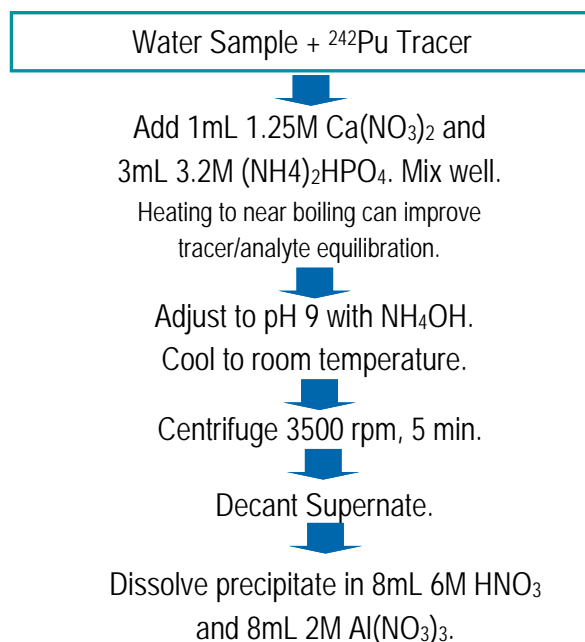 Water Sample + ²⁴²Pu Tracer
Add 1mL 1.25M Ca(NO₃)₂ and
3mL 3.2M (NH4)₂HPO₄. Mix well.
Heating to near boiling can improve
tracer/analyte equilibration.
Adjust to pH 9 with NH₄OH.
Cool to room temperature.
Centrifuge 3500 rpm, 5 min.
Decant Supernate.
Dissolve precipitate in 8mL 6M HNO₃
and 8mL 2M Al(NO₃)₃.